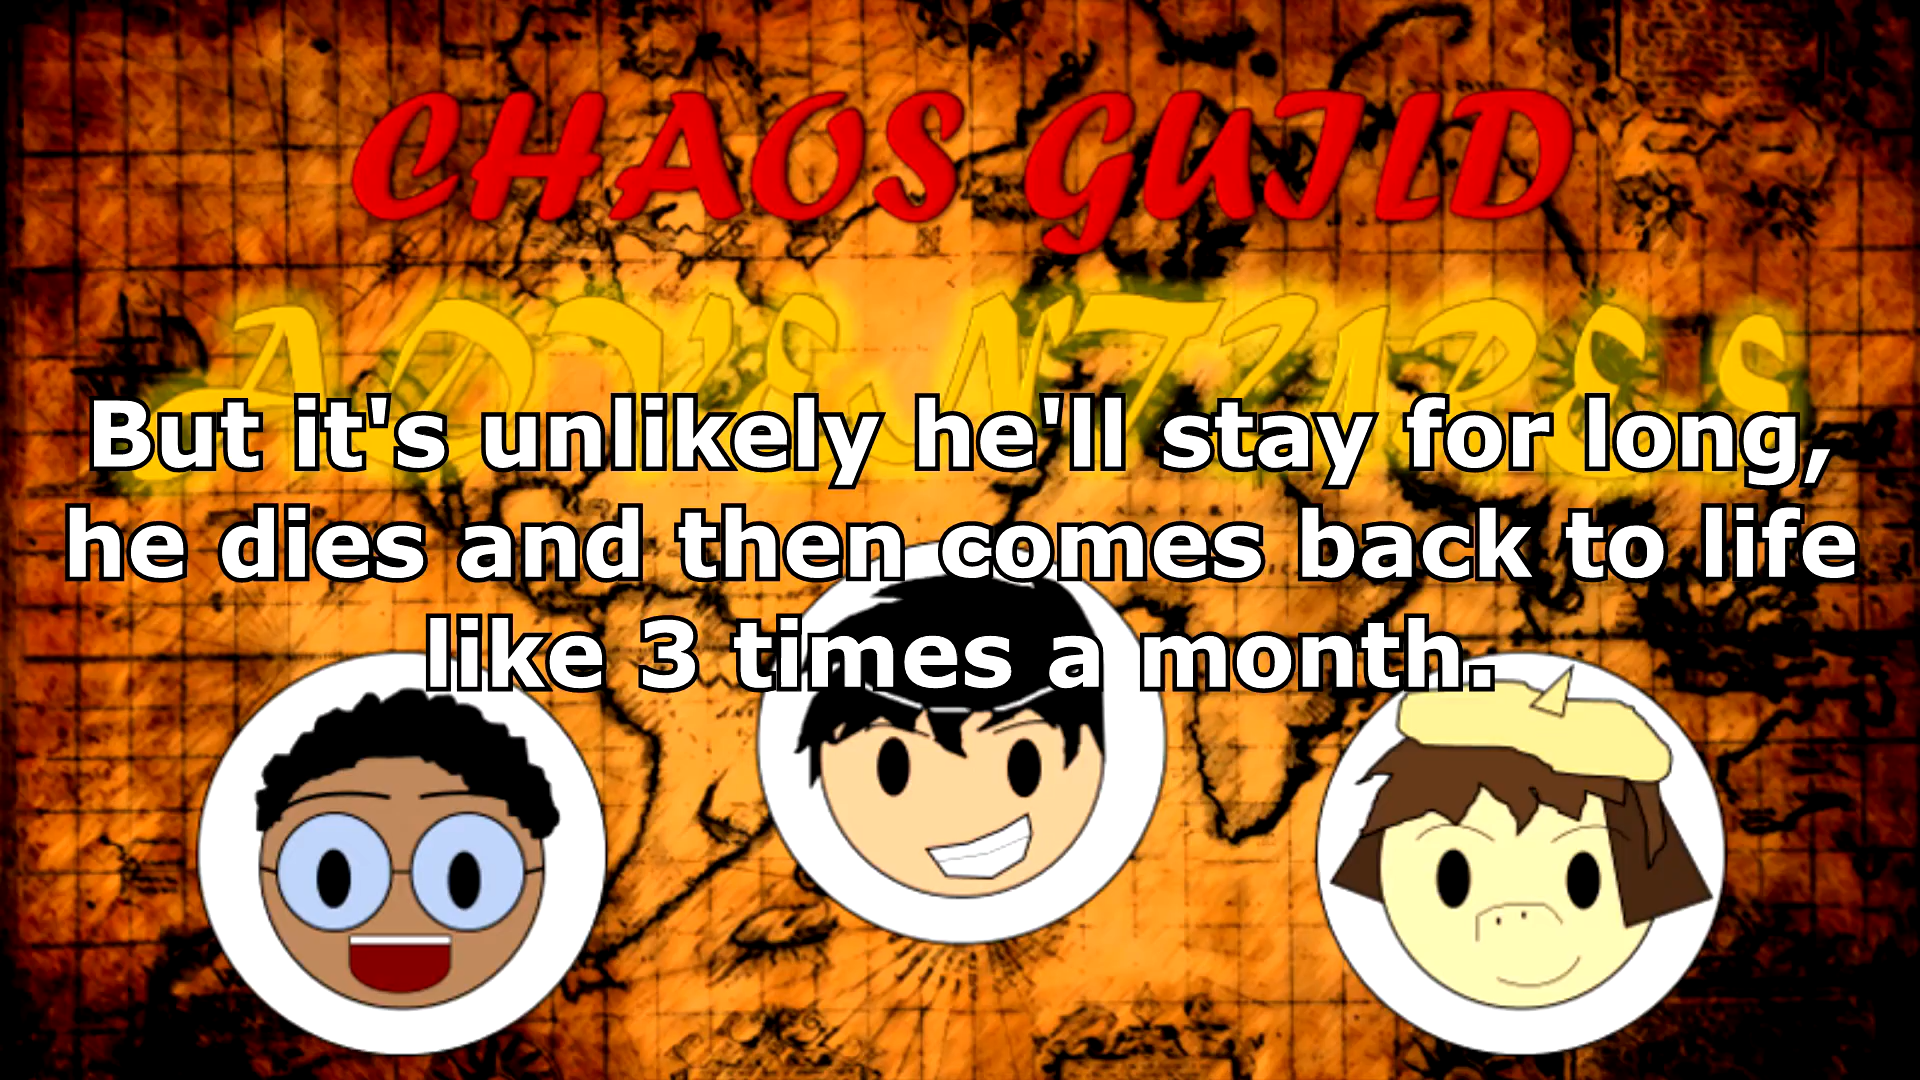 CHAOS GUILD
ADVENTURES
But it's unlikely he'll stay for long,
he dies and then comes back to life
like 3 times a month.